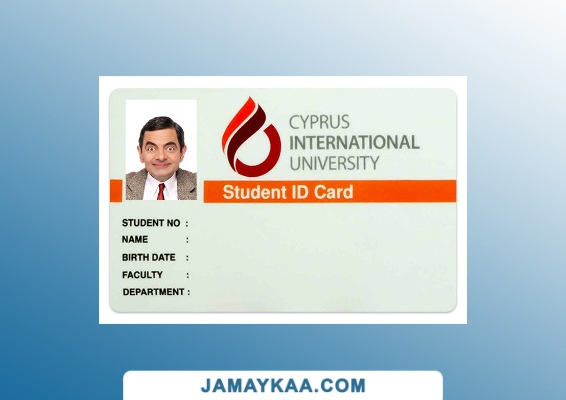 CYPRUS
INTERNATIONAL
UNIVERSITY
Student ID Card
STUDENT NO :
NAME :
BIRTH DATE :
FACULTY :
DEPARTMENT :
JAMAYKAA.COM